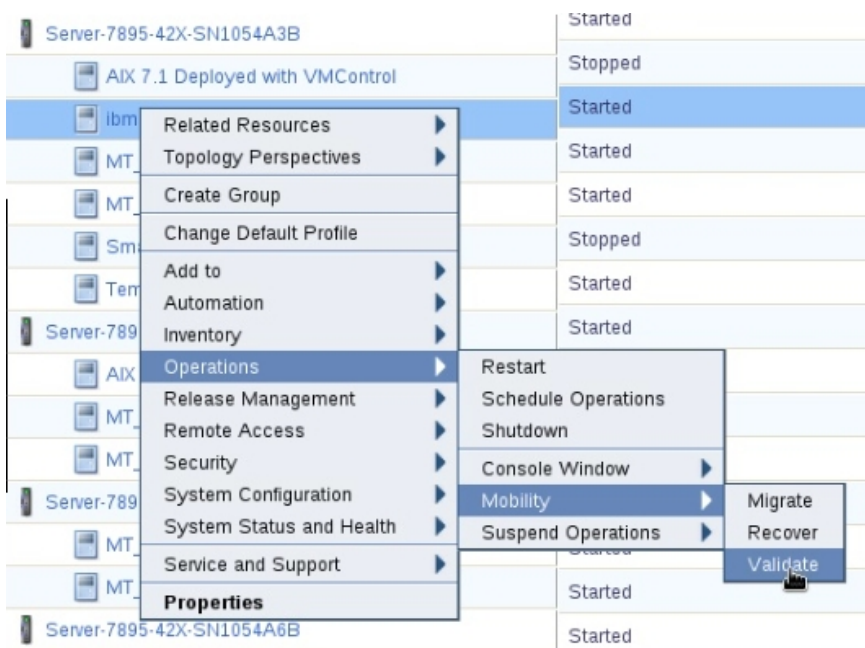 Server-7895-42X-SN1054A3B
Started
AIX 7.1 Deployed with VMControl
Stopped
ibm
Started
MT_
Started
MT_
Started
Sma
Stopped
Tem
Started
Server-789
Started
AIX
MT_
MT_
Server-789
MT_
Started
MT_
Started
Server-7895-42X-SN1054A6B
Started
Related Resources
Topology Perspectives
Create Group
Change Default Profile
Add to
Automation
Inventory
Operations
Release Management
Remote Access
Security
System Configuration
System Status and Health
Service and Support
Properties
Restart
Schedule Operations
Shutdown
Console Window
Mobility
Suspend Operations
Migrate
Recover
Validate